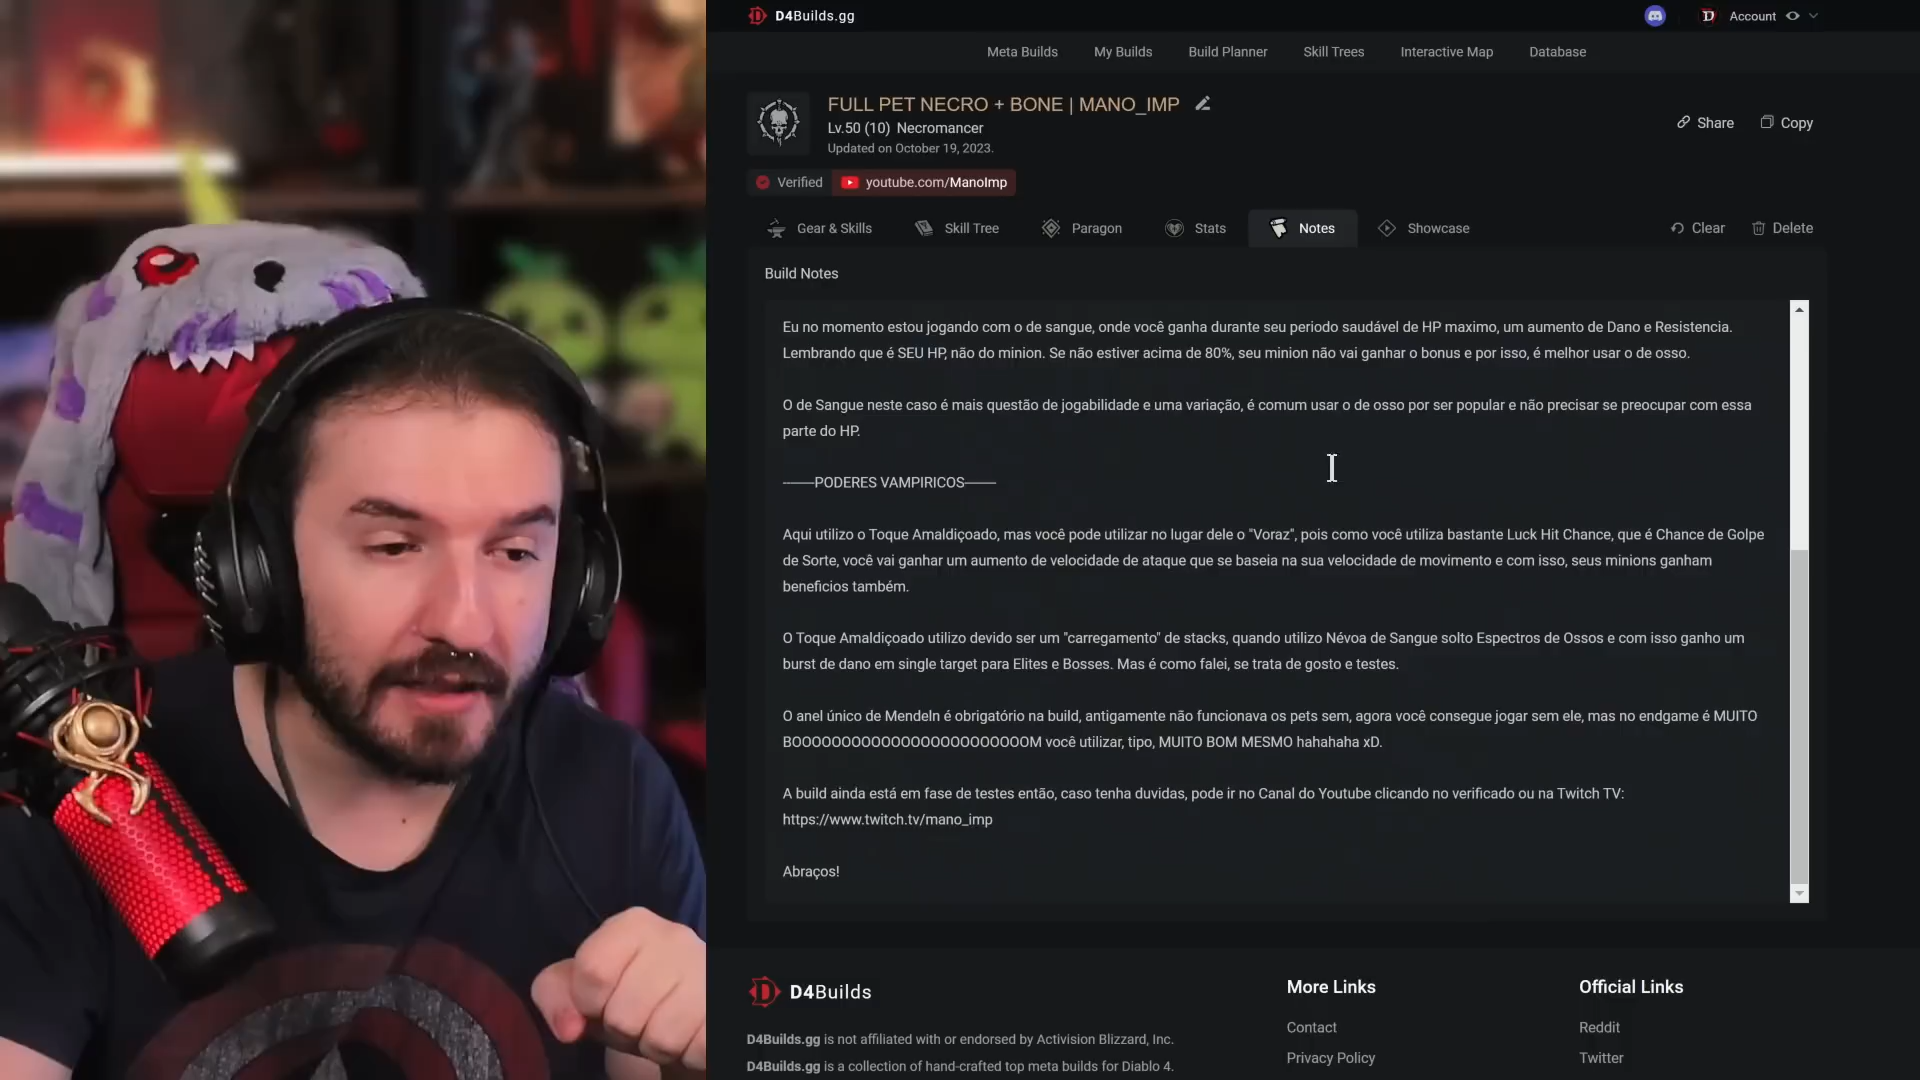 D4Builds.gg
Account
Meta Builds My Builds Build Planner Skill Trees Interactive Map Database
FULL PET NECRO + BONE | MANO_IMP
Lv.50 (10) Necromancer
Updated on October 19, 2023.
Share Copy
Verified youtube.com/ManoImp
Gear & Skills Skill Tree Paragon Stats Notes Showcase Clear Delete
Build Notes
Eu no momento estou jogando com o de sangue, onde você ganha durante seu periodo saudável de HP maximo, um aumento de Dano e Resistencia.
Lembrando que é SEU HP, não do minion. Se não estiver acima de 80%, seu minion não vai ganhar o bonus e por isso, é melhor usar o de osso.
O de Sangue neste caso é mais questão de jogabilidade e uma variação, é comum usar o de osso por ser popular e não precisar se preocupar com essa
parte do HP.
-------PODERES VAMPIRICOS-------
Aqui utilizo o Toque Amaldiçoado, mas você pode utilizar no lugar dele o "Voraz", pois como você utiliza bastante Luck Hit Chance, que é Chance de Golpe
de Sorte, você vai ganhar um aumento de velocidade de ataque que se baseia na sua velocidade de movimento e com isso, seus minions ganham
beneficios também.
O Toque Amaldiçoado utilizo devido ser um "carregamento" de stacks, quando utilizo Névoa de Sangue solto Espectros de Ossos e com isso ganho um
burst de dano em single target para Elites e Bosses. Mas é como falei, se trata de gosto e testes.
O anel único de Mendeln é obrigatório na build, antigamente não funcionava os pets sem, agora você consegue jogar sem ele, mas no endgame é MUITO
BOOOOOOOOOOOOOOOOOOOOOOOOM você utilizar, tipo, MUITO BOM MESMO hahahaha xD.
A build ainda está em fase de testes então, caso tenha duvidas, pode ir no Canal do Youtube clicando no verificado ou na Twitch TV:
https://www.twitch.tv/mano_imp
Abraços!
D4Builds
More Links
Official Links
D4Builds.gg is not affiliated with or endorsed by Activision Blizzard, Inc.
Contact
Reddit
D4Builds.gg is a collection of hand-crafted top meta builds for Diablo 4.
Privacy Policy
Twitter